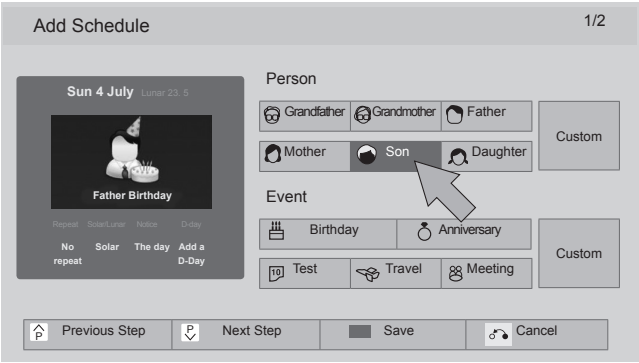 Add Schedule 1/2
Sun 4 July Lunar 23. 5
Father Birthday
Repeat Solar/Lunar Notice D-day
No repeat Solar The day Add a D-Day
Person
Grandfather Grandmother Father
Mother Son Daughter
Custom
Event
Birthday Anniversary
10 Test Travel Meeting
Custom
P Previous Step P Next Step Save Cancel